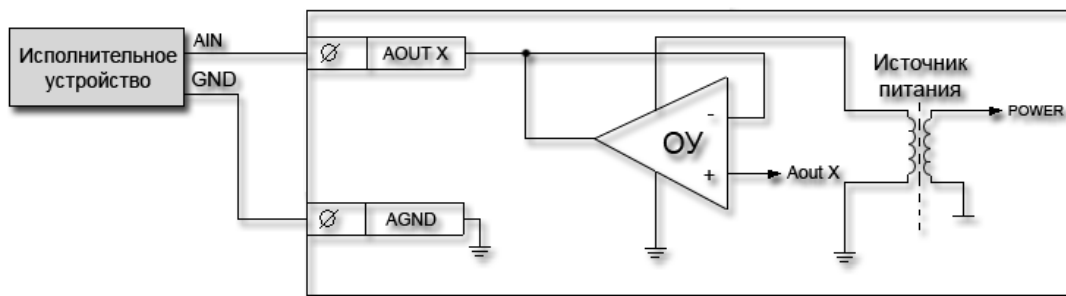 Исполнительное
устройство
AIN
GND
AOUT X
AGND
ОУ
-
+
Aout X
Источник
питания
POWER